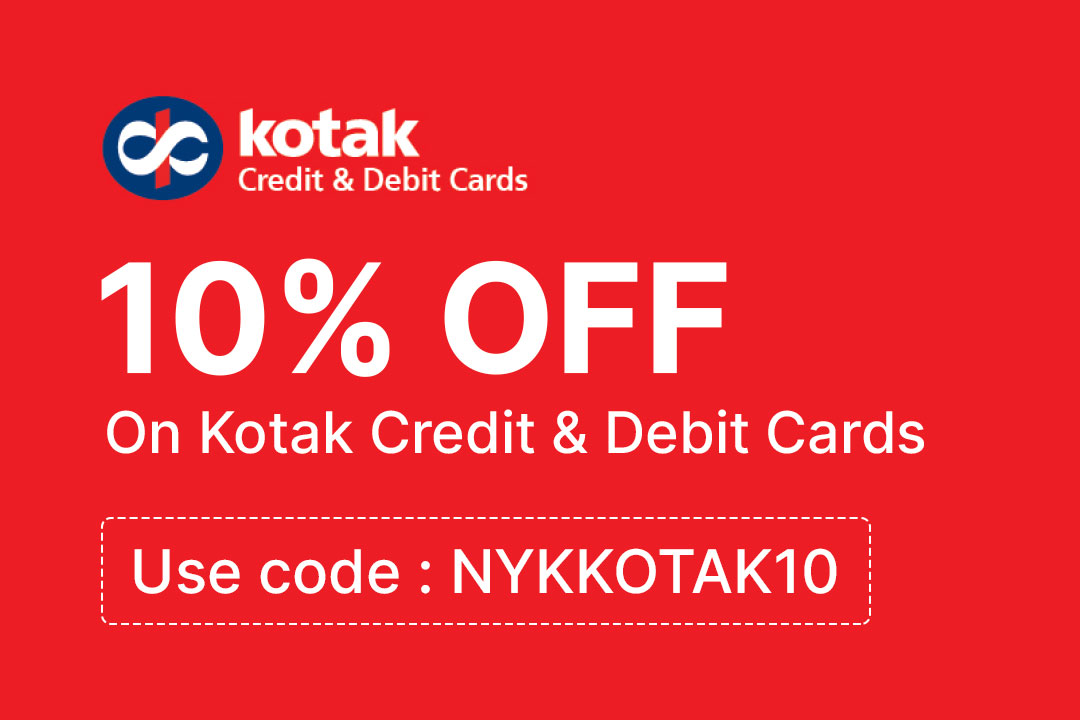 kotak
Credit & Debit Cards
10% OFF
On Kotak Credit & Debit Cards
Use code : NYKKOTAK10